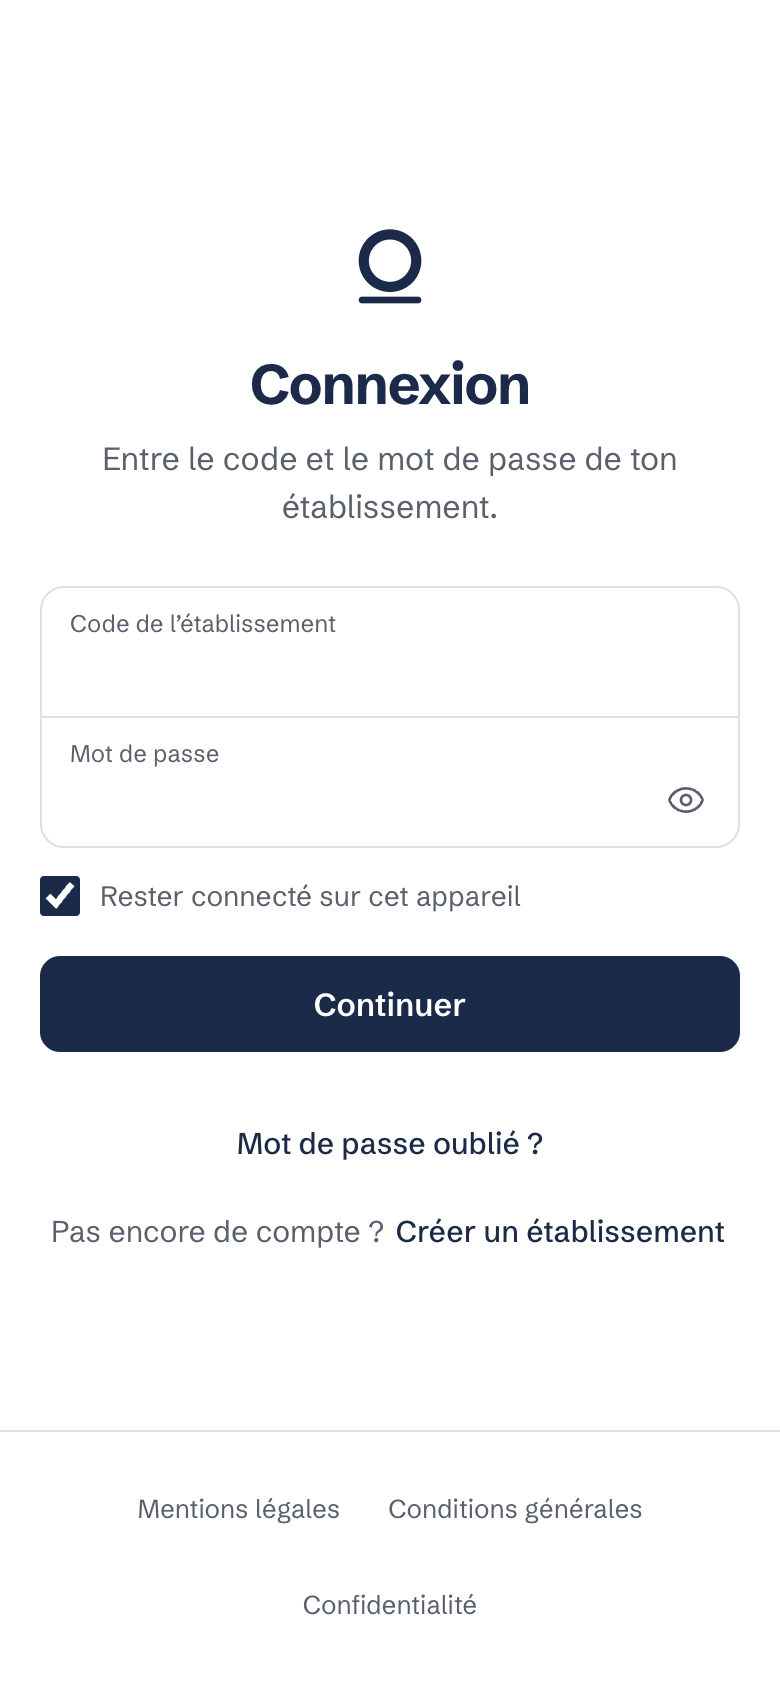 Connexion
Entre le code et le mot de passe de ton
établissement.
Code de l’établissement
Mot de passe
Rester connecté sur cet appareil
Continuer
Mot de passe oublié ?
Pas encore de compte ? Créer un établissement
Mentions légales Conditions générales
Confidentialité